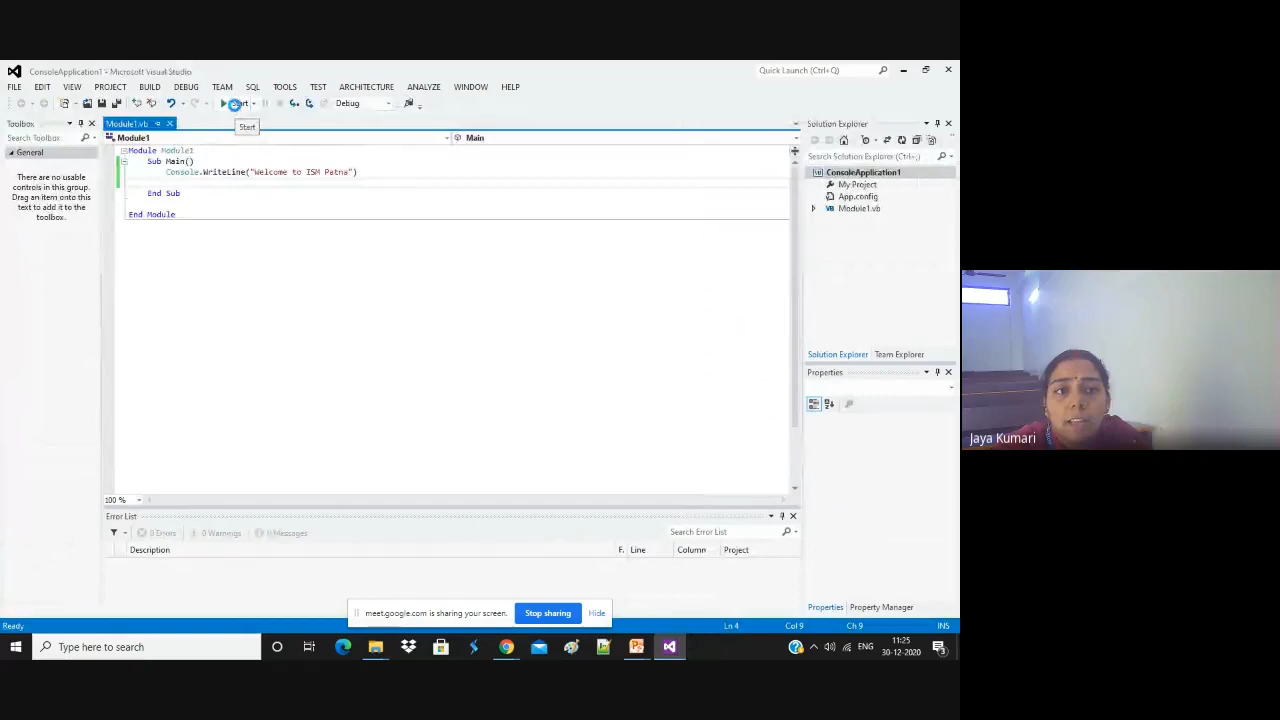 ConsoleApplication1 - Microsoft Visual Studio
Quick Launch (Ctrl+Q)
FILE EDIT VIEW PROJECT BUILD DEBUG TEAM SQL TOOLS TEST ARCHITECTURE ANALYZE WINDOW HELP
Debug
Toolbox
Module1.vb
Solution Explorer
Start
Search Toolbox
Module1
Main
General
Module Module1
Search Solution Explorer (Ctrl+;)
Sub Main()
Console.WriteLine("Welcome to ISM Patna")
ConsoleApplication1
There are no usable
controls in this group.
Drag an item onto this
text to add it to the
toolbox.
My Project
End Sub
App.config
Module1.vb
End Module
Solution Explorer Team Explorer
Properties
Jaya Kumari
100 %
Error List
0 Errors 0 Warnings 0 Messages
Search Error List
Description F. Line Column Project
meet.google.com is sharing your screen. Stop sharing Hide
Properties Property Manager
Ready Ln 4 Col 9 Ch 9 INS
Type here to search
ENG
11:25
30-12-2020